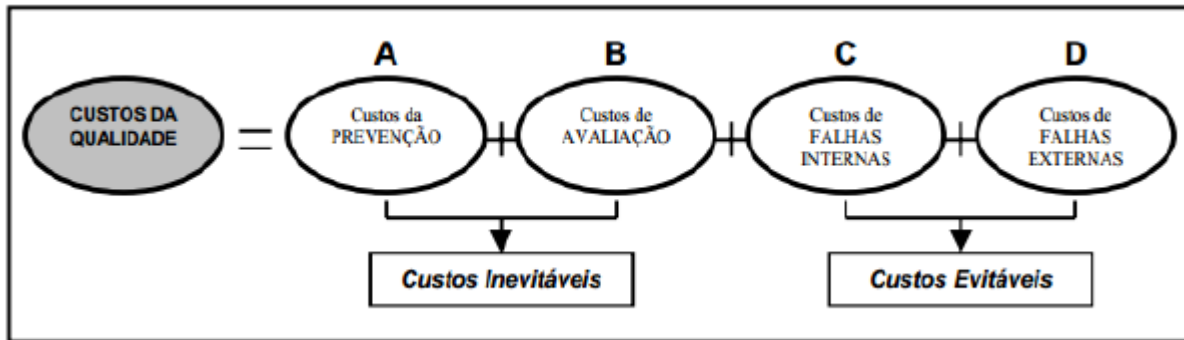 A
B
C
D
CUSTOS DA
QUALIDADE
=
Custos da
PREVENÇÃO
+
Custos de
AVALIAÇÃO
+
Custos de
FALHAS
INTERNAS
+
Custos de
FALHAS
EXTERNAS
Custos Inevitáveis
Custos Evitáveis